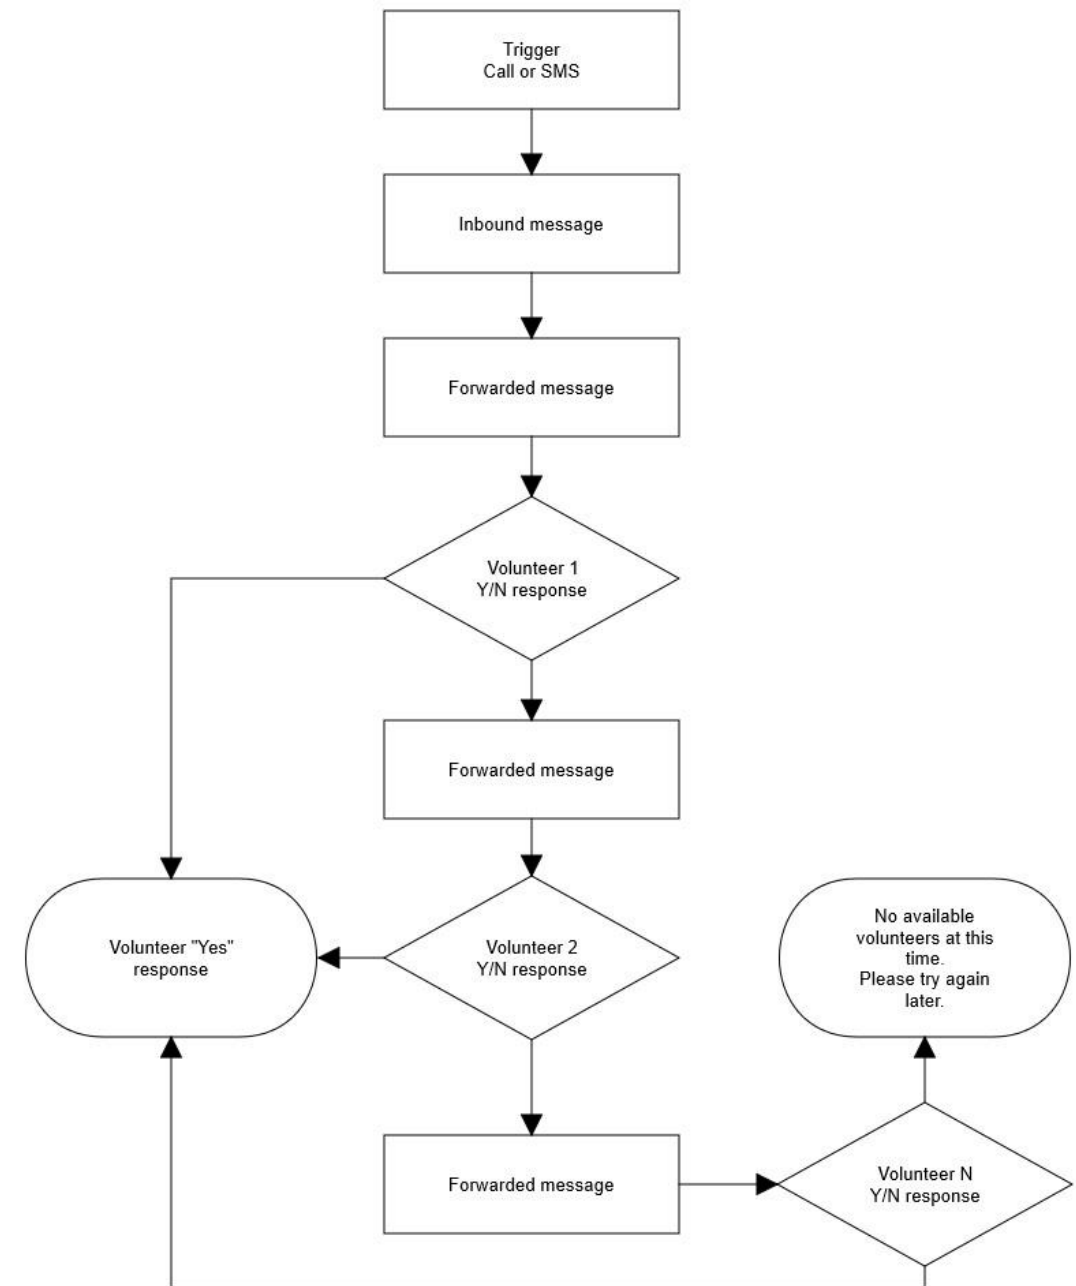 Trigger
Call or SMS
Inbound message
Forwarded message
Volunteer 1
Y/N response
Forwarded message
Volunteer "Yes"
response
Volunteer 2
Y/N response
No available
volunteers at this
time.
Please try again
later.
Forwarded message
Volunteer N
Y/N response